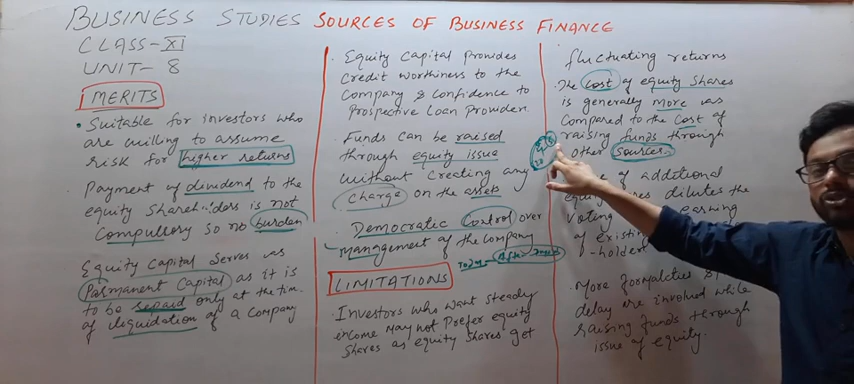 BUSINESS STUDIES SOURCES OF BUSINESS FINANCE
CLASS-XI
UNIT-8
MERITS
• Suitable for investors who
are willing to assume
risk for higher returns
• Payment of dividend to the
equity Shareholders is not
Compulsory so no burden
Equity Capital Serves as
Parmanent Capital as it is
to be repaid only at the
of liquidation of a Company
• Equity Capital Provides
Credit worthiness to the
Company & confidence to
Prospective Loan Provider.
• Funds can be raised
through equity issue
without Creating any
Charge on the assets
Democratic Control over
management of the Company
LIMITATIONS
• Investors who want steady
income may not Prefer equity
Shares as equity Shares get
fluctuating returns
• The Cost of equity Shares
is generally more as
Compared to the Cost of
raising funds through
other Sources.
of additional
dilutes the
Voting
of existing
• More formalities
delay are involved while
raising funds through
issue of equity.